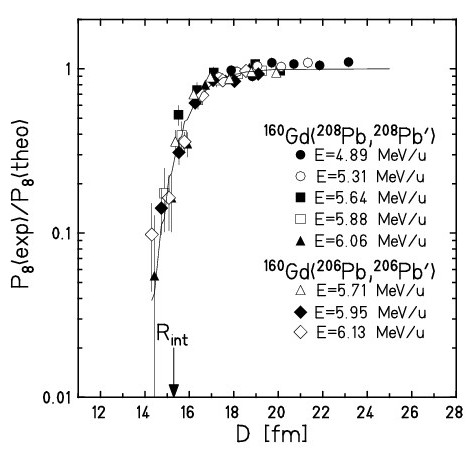 P₈(exp)/P₈(theo)
1
0.1
0.01
¹⁶⁰Gd(²⁰⁸Pb,²⁰⁸Pb′)
E=4.89 MeV/u
E=5.31 MeV/u
E=5.64 MeV/u
E=5.88 MeV/u
E=6.06 MeV/u
¹⁶⁰Gd(²⁰⁶Pb,²⁰⁶Pb′)
E=5.71 MeV/u
E=5.95 MeV/u
E=6.13 MeV/u
Rint
12 14 16 18 20 22 24 26 28
D [fm]